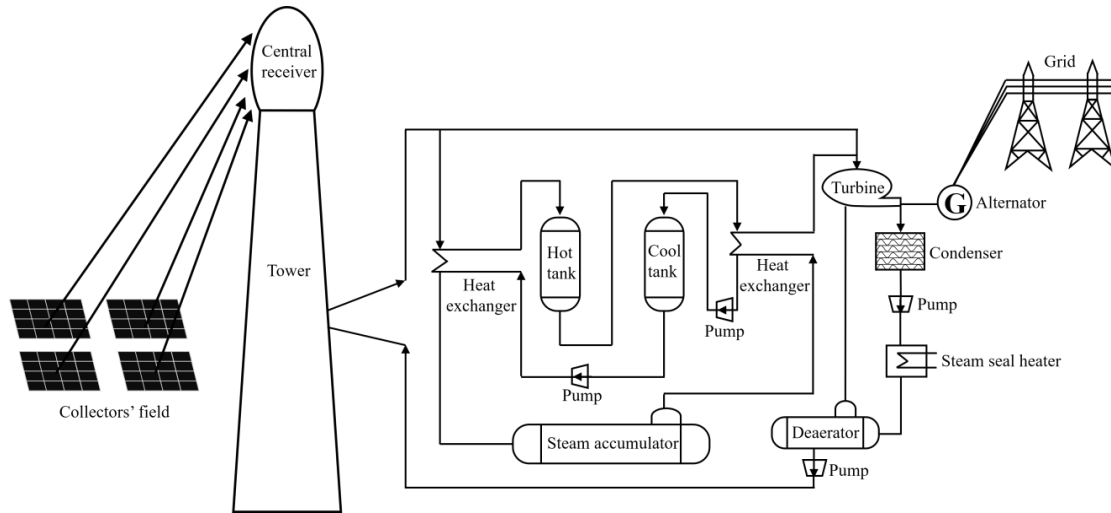 Central
receiver
Grid
Turbine
G
Alternator
Hot
tank
Cool
tank
Condenser
Tower
Heat
exchanger
Heat
exchanger
Pump
Pump
Pump
Steam seal heater
Collectors’ field
Steam accumulator
Deaerator
Pump